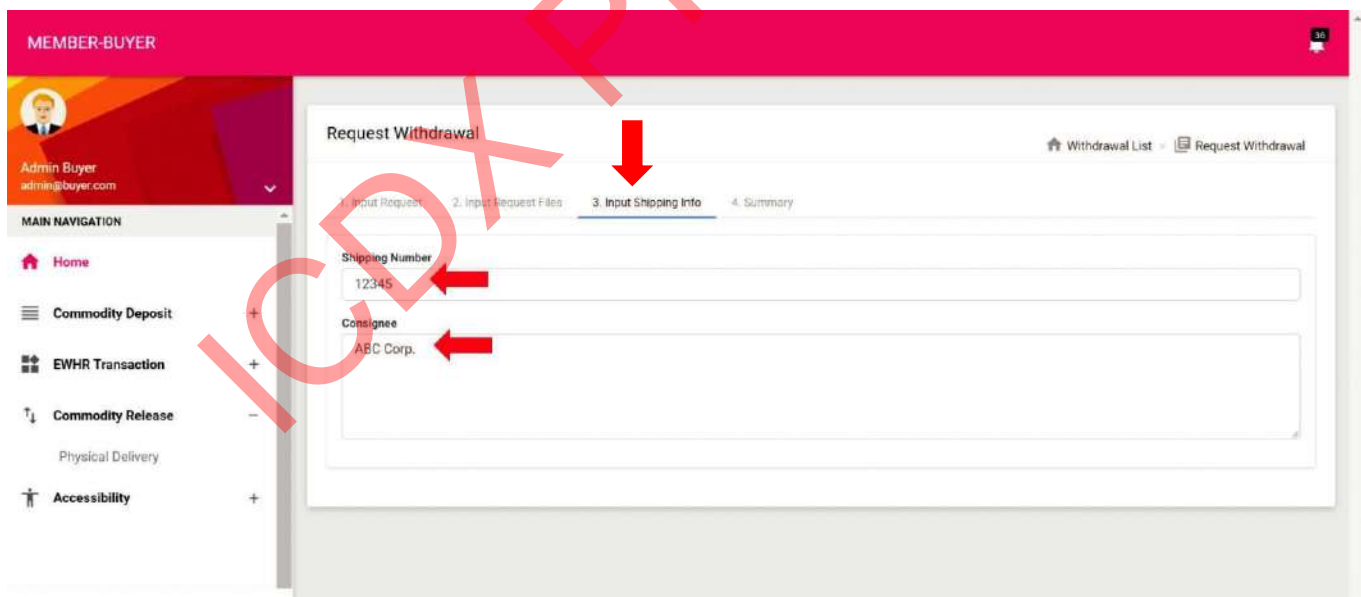 MEMBER-BUYER
36
Admin Buyer
admin@buyer.com
MAIN NAVIGATION
Home
Commodity Deposit +
EWHR Transaction +
Commodity Release −
Physical Delivery
Accessibility +
Request Withdrawal
Withdrawal List Request Withdrawal
1. Input Request 2. Input Request Files 3. Input Shipping Info 4. Summary
Shipping Number
12345
Consignee
ABC Corp.
ICDX